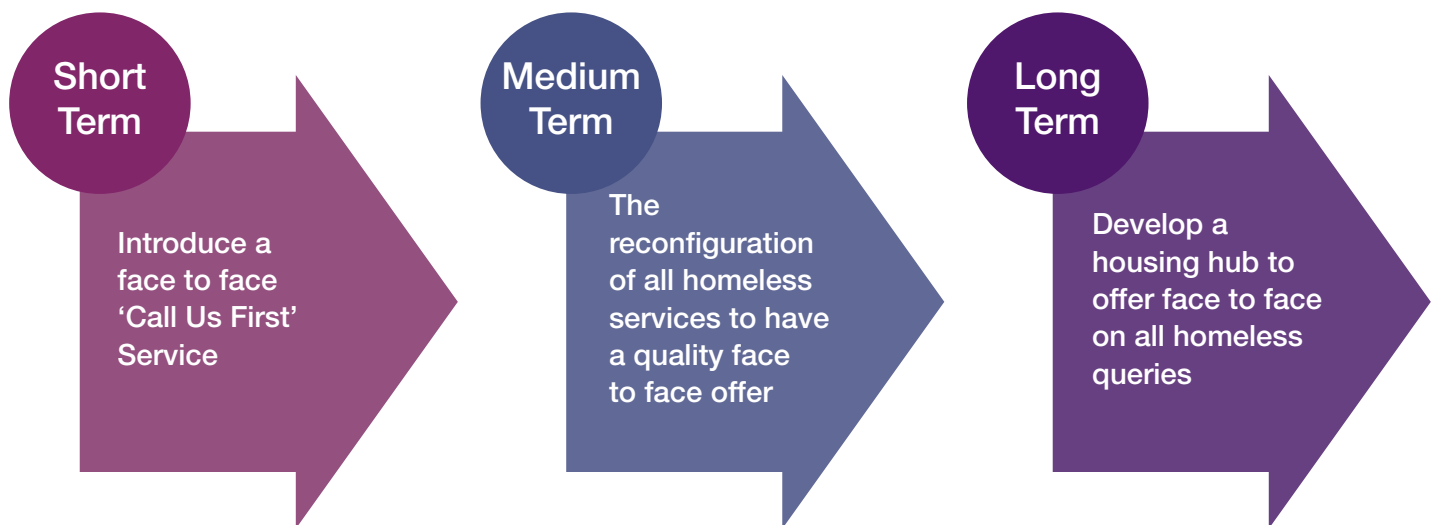 Short
Term
Introduce a
face to face
‘Call Us First’
Service
Medium
Term
The
reconfiguration
of all homeless
services to have
a quality face
to face offer
Long
Term
Develop a
housing hub to
offer face to face
on all homeless
queries